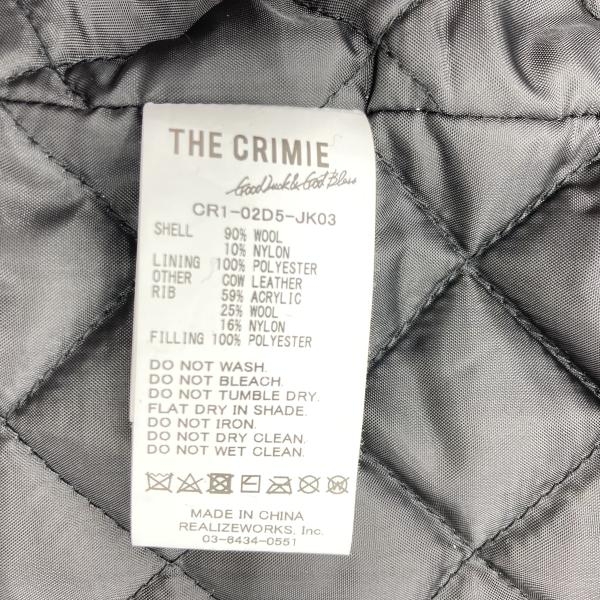 THE CRIMIE
Good Luck & God Bless
CR1-02D5-JK03
SHELL 90% WOOL
10% NYLON
LINING 100% POLYESTER
OTHER COW LEATHER
RIB 59% ACRYLIC
25% WOOL
16% NYLON
FILLING 100% POLYESTER
DO NOT WASH.
DO NOT BLEACH.
DO NOT TUMBLE DRY.
FLAT DRY IN SHADE.
DO NOT IRON.
DO NOT DRY CLEAN.
DO NOT WET CLEAN.
MADE IN CHINA
REALIZEWORKS, Inc.
03-6434-0551